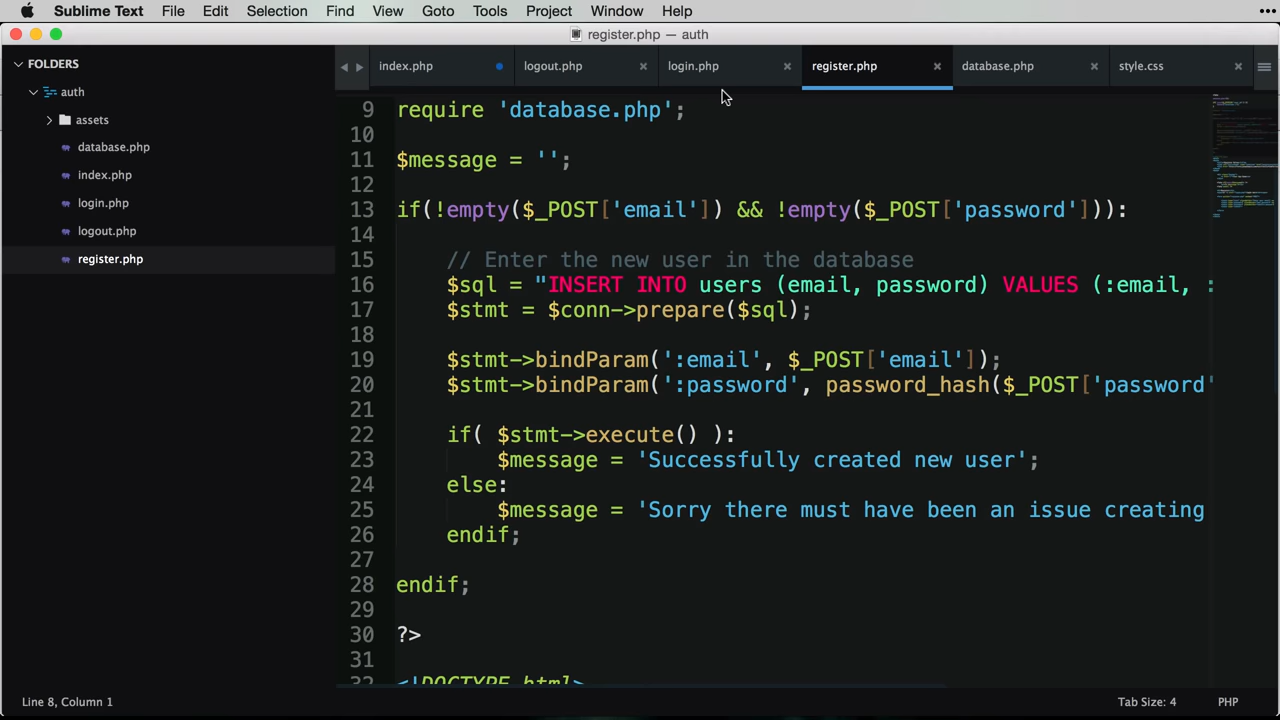 Sublime Text File Edit Selection Find View Goto Tools Project Window Help
register.php — auth
FOLDERS
auth
assets
database.php
index.php
login.php
logout.php
register.php
index.php logout.php login.php register.php database.php style.css
9 require 'database.php';
10
11 $message = '';
12
13 if(!empty($_POST['email']) && !empty($_POST['password'])):
14
15 // Enter the new user in the database
16 $sql = "INSERT INTO users (email, password) VALUES (:email, :
17 $stmt = $conn->prepare($sql);
18
19 $stmt->bindParam(':email', $_POST['email']);
20 $stmt->bindParam(':password', password_hash($_POST['password'
21
22 if( $stmt->execute() ):
23 $message = 'Successfully created new user';
24 else:
25 $message = 'Sorry there must have been an issue creating
26 endif;
27
28 endif;
29
30 ?>
31
32 <!DOCTYPE html>
Line 8, Column 1
Tab Size: 4 PHP